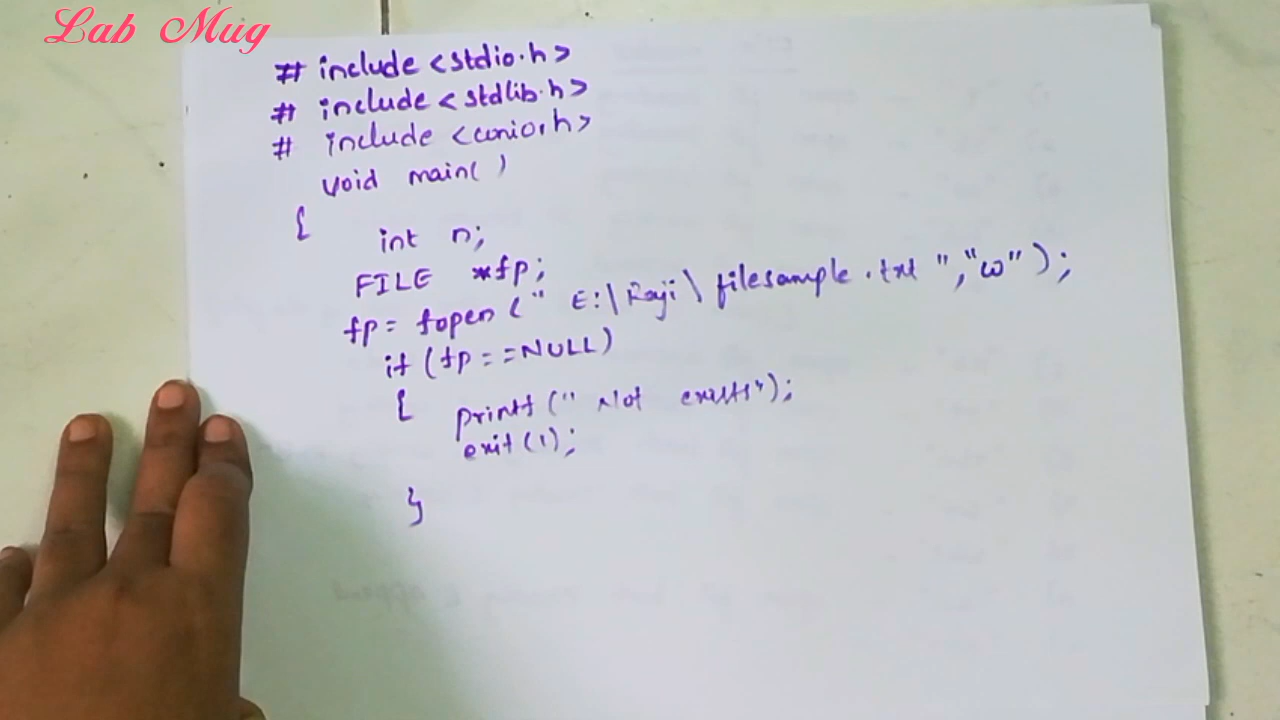 Lab Mug
# include <stdio.h>
# include <stdlib.h>
# include <conio.h>
void main( )
{
int n;
FILE *fp;
fp = fopen (" E:\Raji\ filesample.txt ","w");
if (fp==NULL)
{ printf (" Not exists");
exit (1);
}